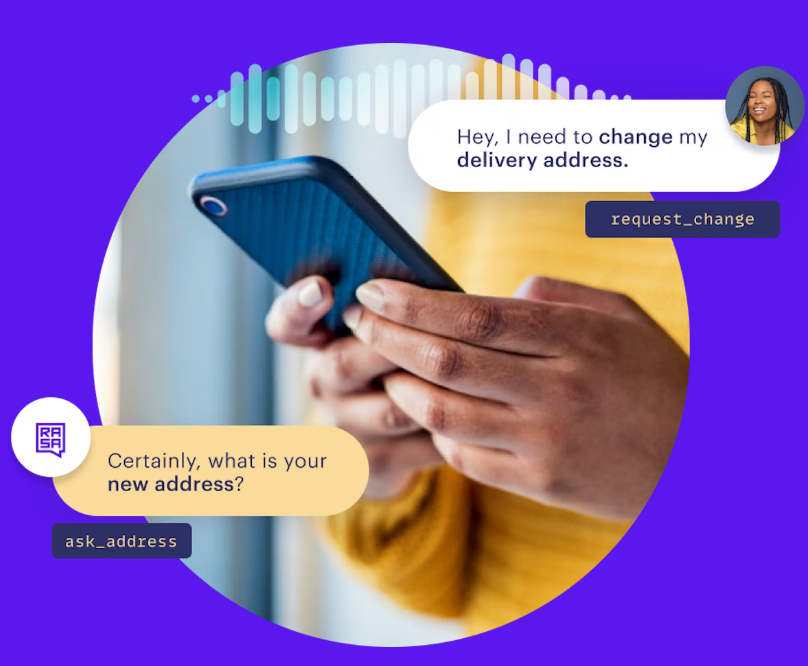 Hey, I need to change my
delivery address.
request_change
RA
SA
Certainly, what is your
new address?
ask_address